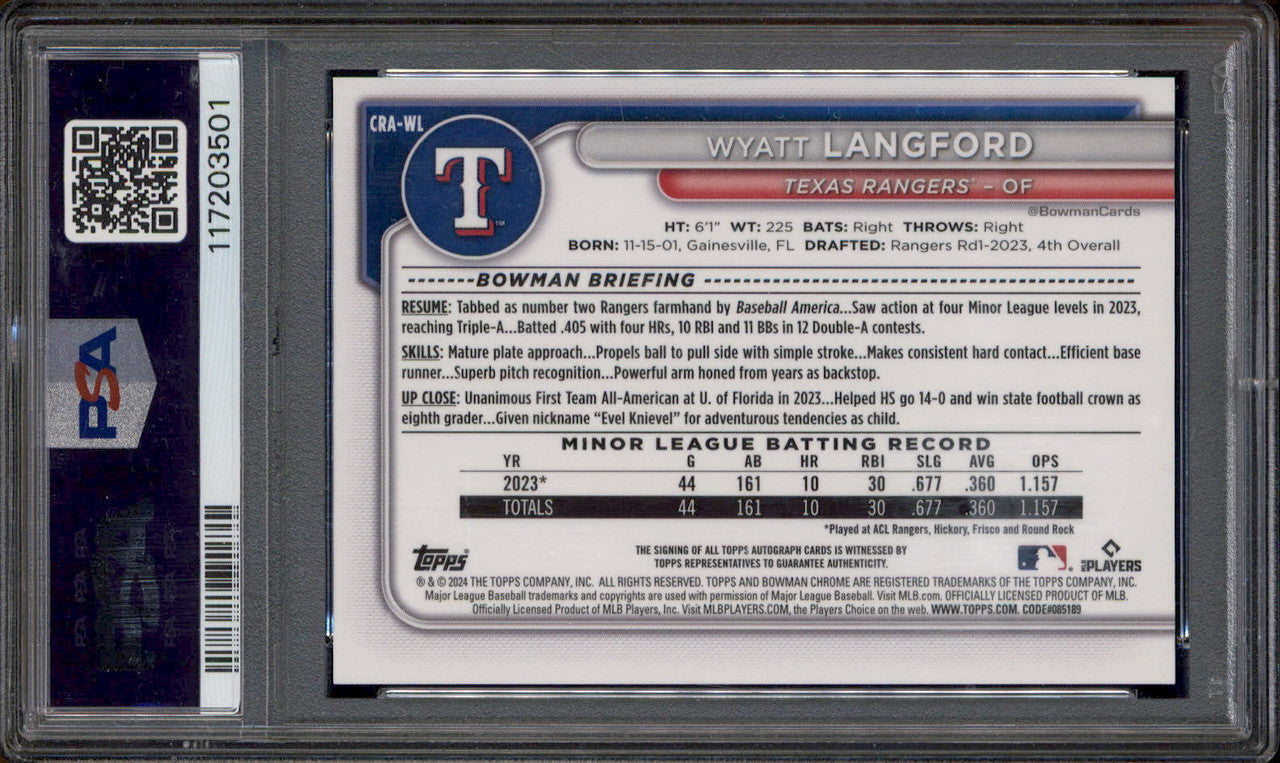 117203501
PSA
CRA-WL
T
TM
WYATT LANGFORD
TEXAS RANGERS® – OF
@BowmanCards
HT: 6'1" WT: 225 BATS: Right THROWS: Right
BORN: 11-15-01, Gainesville, FL DRAFTED: Rangers Rd1-2023, 4th Overall
BOWMAN BRIEFING
RESUME: Tabbed as number two Rangers farmhand by Baseball America...Saw action at four Minor League levels in 2023,
reaching Triple-A...Batted .405 with four HRs, 10 RBI and 11 BBs in 12 Double-A contests.
SKILLS: Mature plate approach...Propels ball to pull side with simple stroke...Makes consistent hard contact...Efficient base
runner...Superb pitch recognition...Powerful arm honed from years as backstop.
UP CLOSE: Unanimous First Team All-American at U. of Florida in 2023...Helped HS go 14-0 and win state football crown as
eighth grader...Given nickname “Evel Knievel” for adventurous tendencies as child.
MINOR LEAGUE BATTING RECORD
YR G AB HR RBI SLG AVG OPS
2023* 44 161 10 30 .677 .360 1.157
TOTALS 44 161 10 30 .677 .360 1.157
*Played at ACL Rangers, Hickory, Frisco and Round Rock
Topps®
THE SIGNING OF ALL TOPPS AUTOGRAPH CARDS IS WITNESSED BY
TOPPS REPRESENTATIVES TO GUARANTEE AUTHENTICITY.
MLB PLAYERS
® & © 2024 THE TOPPS COMPANY, INC. ALL RIGHTS RESERVED. TOPPS AND BOWMAN CHROME ARE REGISTERED TRADEMARKS OF THE TOPPS COMPANY, INC.
Major League Baseball trademarks and copyrights are used with permission of Major League Baseball. Visit MLB.com. OFFICIALLY LICENSED PRODUCT OF MLB.
Officially Licensed Product of MLB Players, Inc. Visit MLBPLAYERS.COM, the Players Choice on the web. WWW.TOPPS.COM. CODE#085189